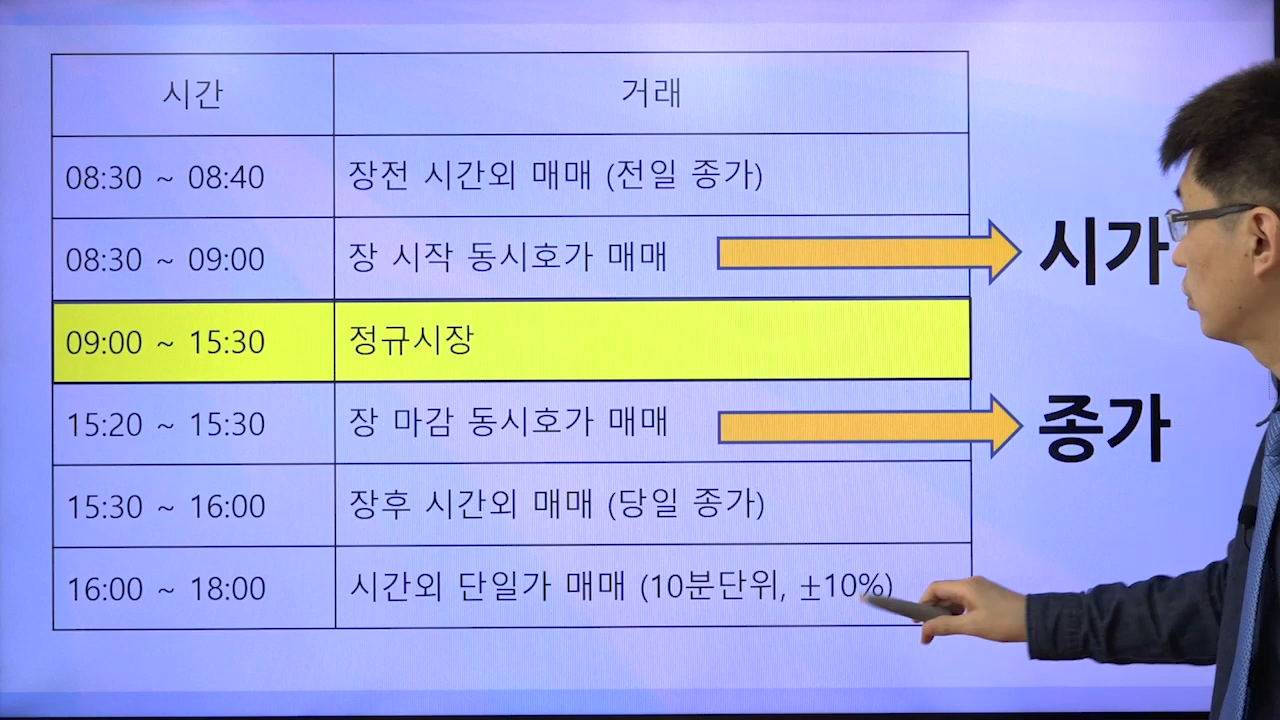 시간 거래
08:30 ~ 08:40 장전 시간외 매매 (전일 종가)
08:30 ~ 09:00 장 시작 동시호가 매매 시가
09:00 ~ 15:30 정규시장
15:20 ~ 15:30 장 마감 동시호가 매매 종가
15:30 ~ 16:00 장후 시간외 매매 (당일 종가)
16:00 ~ 18:00 시간외 단일가 매매 (10분단위, ±10%)